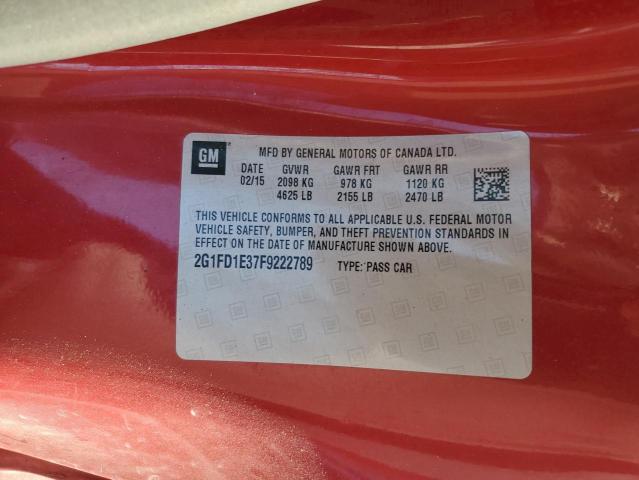 GM
MFD BY GENERAL MOTORS OF CANADA LTD.
DATE GVWR GAWR FRT GAWR RR
02/15 2098 KG 978 KG 1120 KG
4625 LB 2155 LB 2470 LB
THIS VEHICLE CONFORMS TO ALL APPLICABLE U.S. FEDERAL MOTOR
VEHICLE SAFETY, BUMPER, AND THEFT PREVENTION STANDARDS IN
EFFECT ON THE DATE OF MANUFACTURE SHOWN ABOVE.
2G1FD1E37F9222789 TYPE: PASS CAR